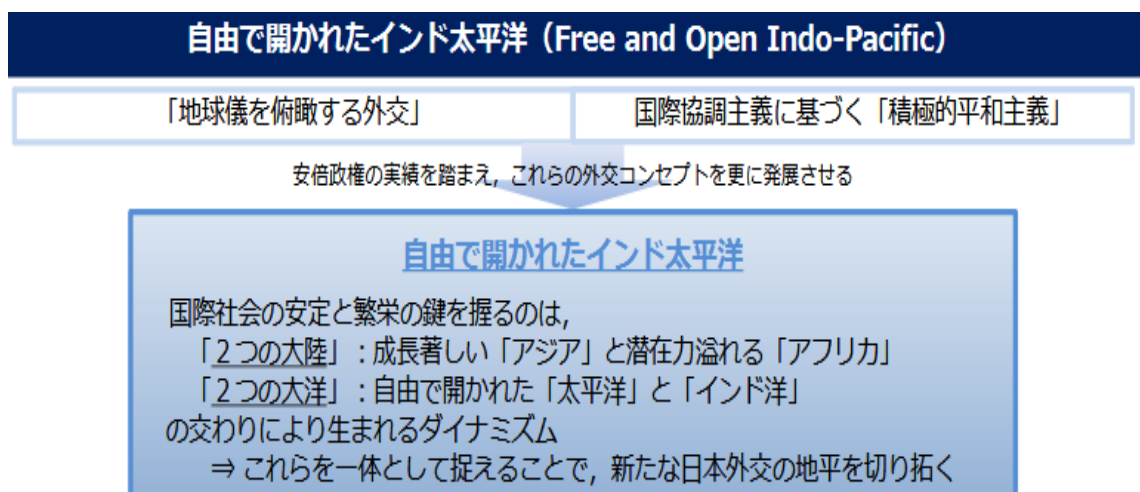 自由で開かれたインド太平洋（Free and Open Indo-Pacific）
「地球儀を俯瞰する外交」
国際協調主義に基づく「積極的平和主義」
安倍政権の実績を踏まえ，これらの外交コンセプトを更に発展させる
自由で開かれたインド太平洋
国際社会の安定と繁栄の鍵を握るのは，
「２つの大陸」：成長著しい「アジア」と潜在力溢れる「アフリカ」
「２つの大洋」：自由で開かれた「太平洋」と「インド洋」
の交わりにより生まれるダイナミズム
⇒ これらを一体として捉えることで，新たな日本外交の地平を切り拓く